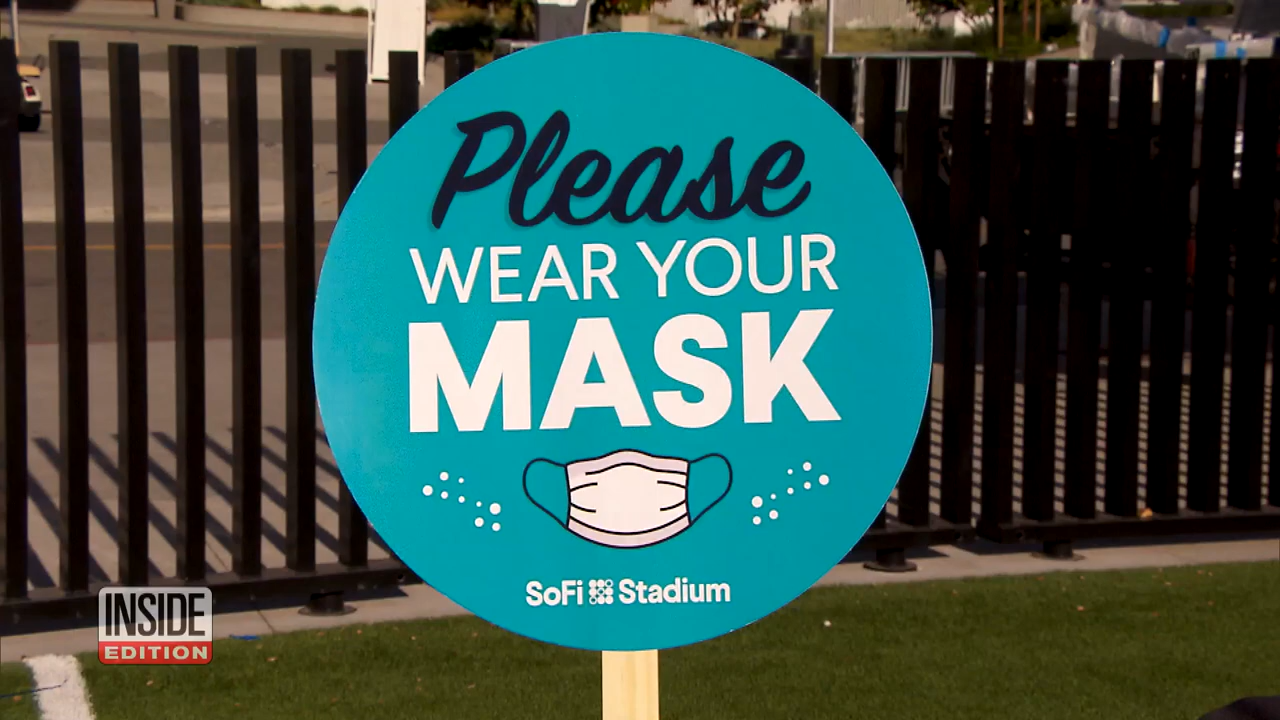 Please
WEAR YOUR
MASK
SoFi Stadium
INSIDE
EDITION